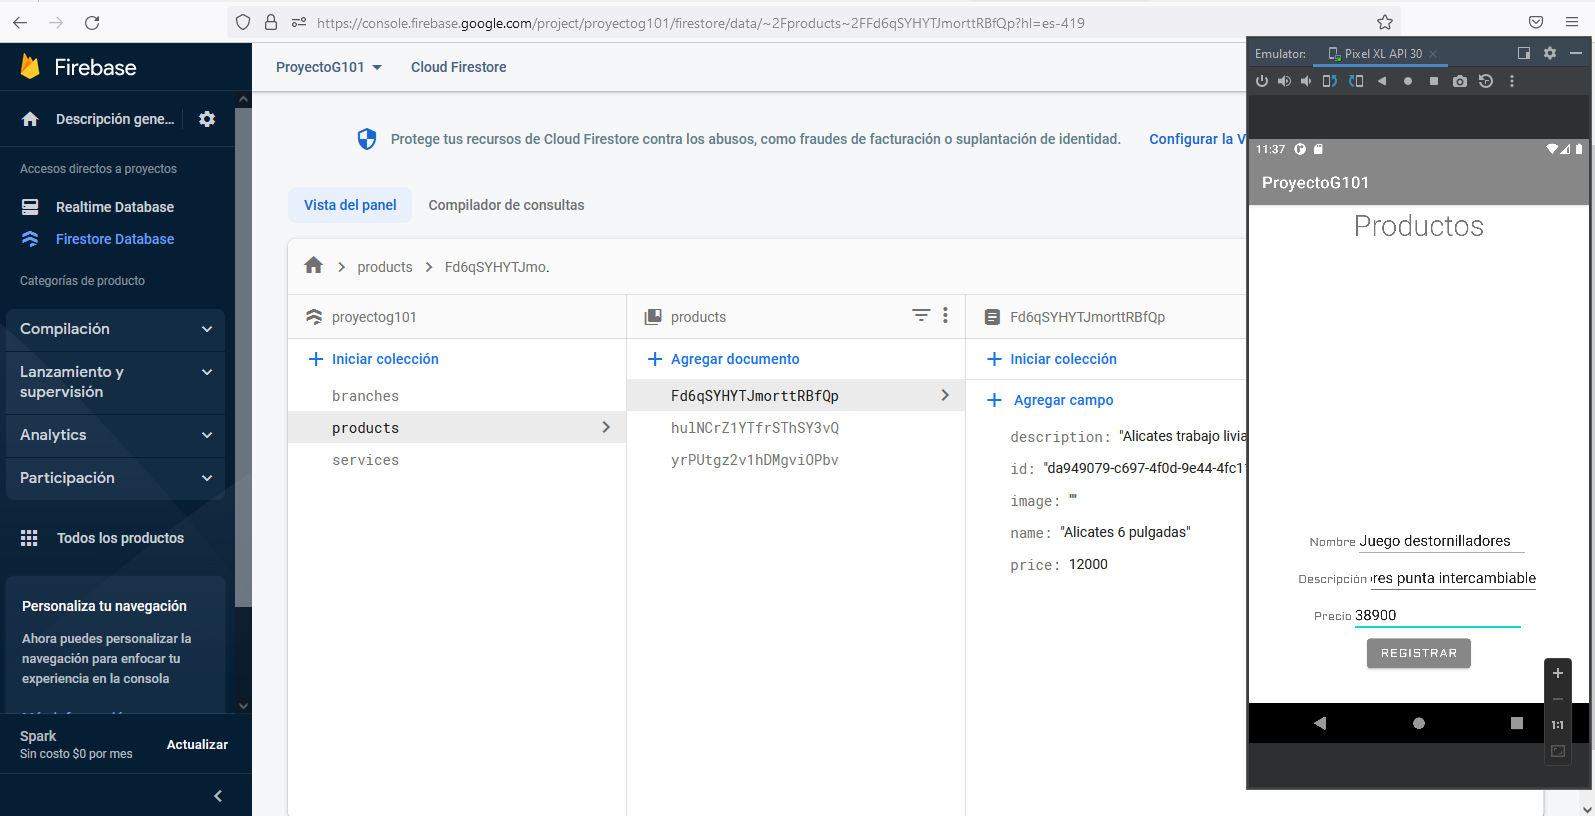 https://console.firebase.google.com/project/proyectog101/firestore/data/~2Fproducts~2FFd6qSYHYTJmorttRBfQp?hl=es-419
Firebase
Descripción gene...
Accesos directos a proyectos
Realtime Database
Firestore Database
Categorías de producto
Compilación
Lanzamiento y
supervisión
Analytics
Participación
Todos los productos
Personaliza tu navegación
Ahora puedes personalizar la
navegación para enfocar tu
experiencia en la consola
Spark
Sin costo $0 por mes
Actualizar
ProyectoG101
Cloud Firestore
Protege tus recursos de Cloud Firestore contra los abusos, como fraudes de facturación o suplantación de identidad.
Configurar la V
Vista del panel
Compilador de consultas
products
Fd6qSYHYTJmo.
proyectog101
Iniciar colección
branches
products
services
products
Agregar documento
Fd6qSYHYTJmorttRBfQp
hulNCrZ1YTfrSThSY3vQ
yrPUtgz2v1hDMgviOPbv
Fd6qSYHYTJmorttRBfQp
Iniciar colección
Agregar campo
description: "Alicates trabajo livia
id: "da949079-c697-4f0d-9e44-4fc1
image: ""
name: "Alicates 6 pulgadas"
price: 12000
Emulator:
Pixel XL API 30
11:37
ProyectoG101
Productos
Nombre Juego destornilladores
Descripción res punta intercambiable
Precio 38900
REGISTRAR
1:1